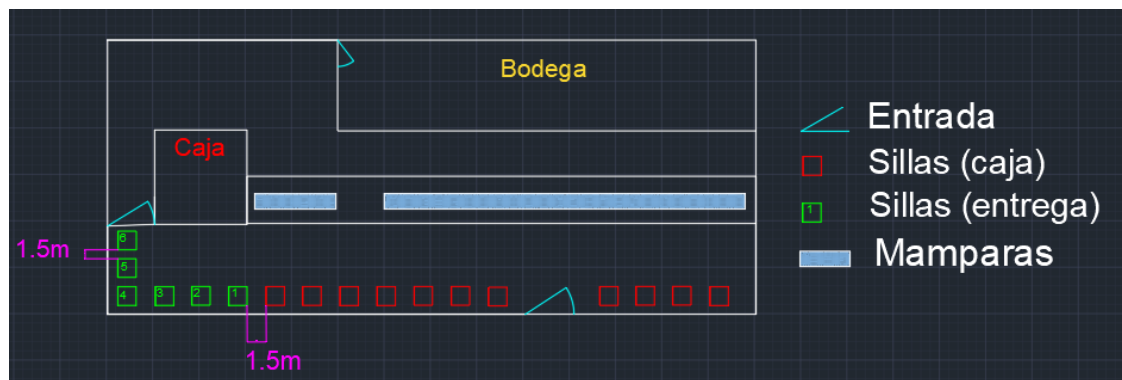 Bodega
Entrada
Caja
Sillas (caja)
1
Sillas (entrega)
6
1.5m
Mamparas
5
4 3 2 1
1.5m